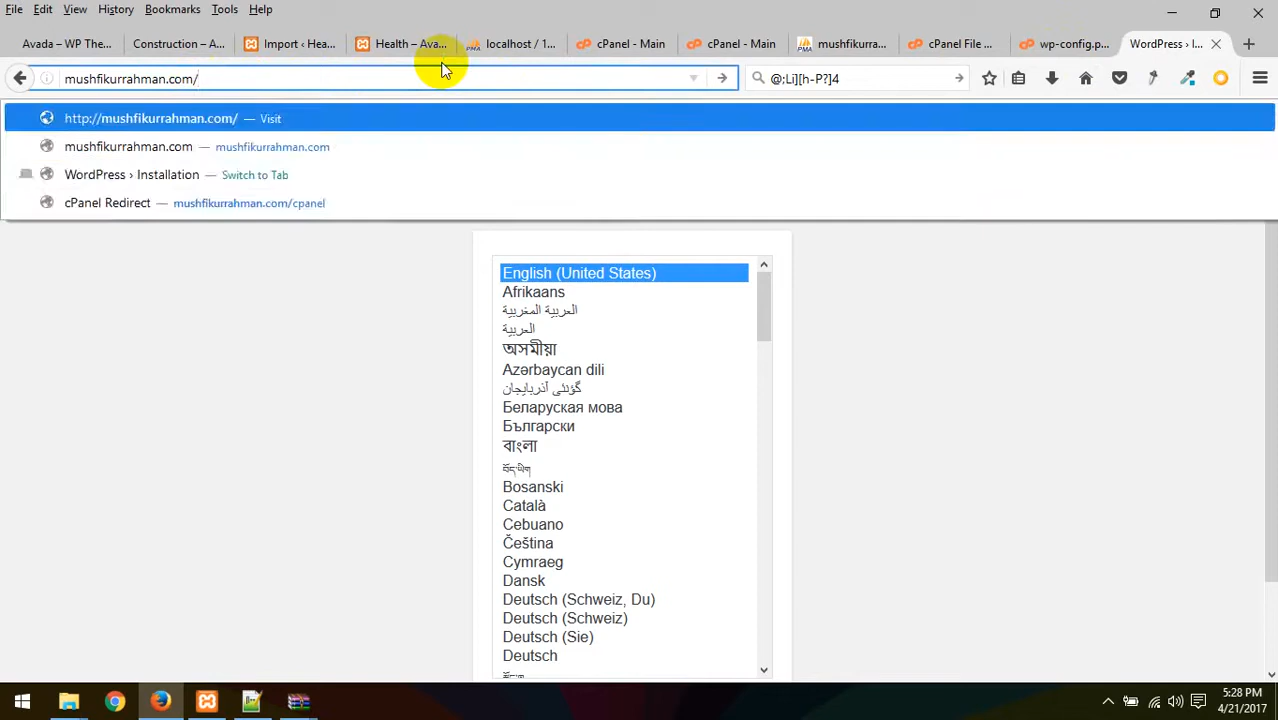 File Edit View History Bookmarks Tools Help
Avada – WP The... Construction – A... Import ‹ Hea... Health – Ava... localhost / 1... cPanel - Main cPanel - Main mushfikurra... cPanel File ... wp-config.p... WordPress › I...
mushfikurrahman.com/ @;Li][h-P?]4
http://mushfikurrahman.com/ — Visit
mushfikurrahman.com — mushfikurrahman.com
WordPress › Installation — Switch to Tab
cPanel Redirect — mushfikurrahman.com/cpanel
English (United States)
Afrikaans
العربية المغربية
العربية
অসমীয়া
Azərbaycan dili
گؤنئی آذربایجان
Беларуская мова
Български
বাংলা
བོད་ཡིག
Bosanski
Català
Cebuano
Čeština
Cymraeg
Dansk
Deutsch (Schweiz, Du)
Deutsch (Schweiz)
Deutsch (Sie)
Deutsch
5:28 PM
4/21/2017